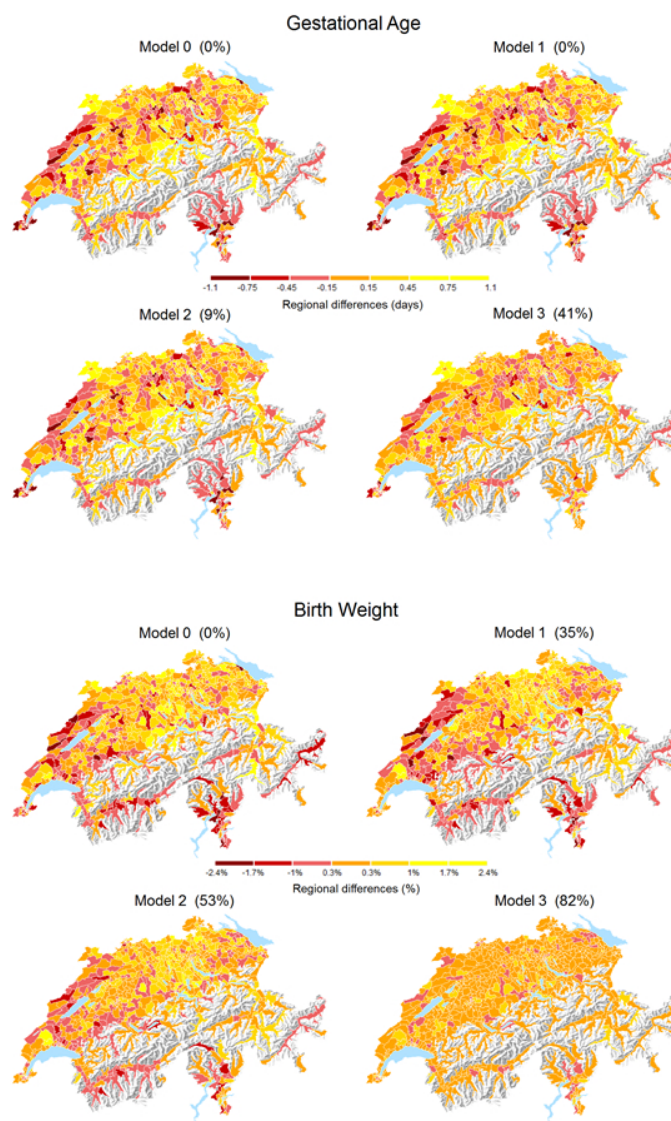 Gestational Age
Model 0 (0%) Model 1 (0%)
-1.1 -0.75 -0.45 -0.15 0.15 0.45 0.75 1.1
Regional differences (days)
Model 2 (9%) Model 3 (41%)
Birth Weight
Model 0 (0%) Model 1 (35%)
-2.4% -1.7% -1% 0.3% 0.3% 1% 1.7% 2.4%
Regional differences (%)
Model 2 (53%) Model 3 (82%)